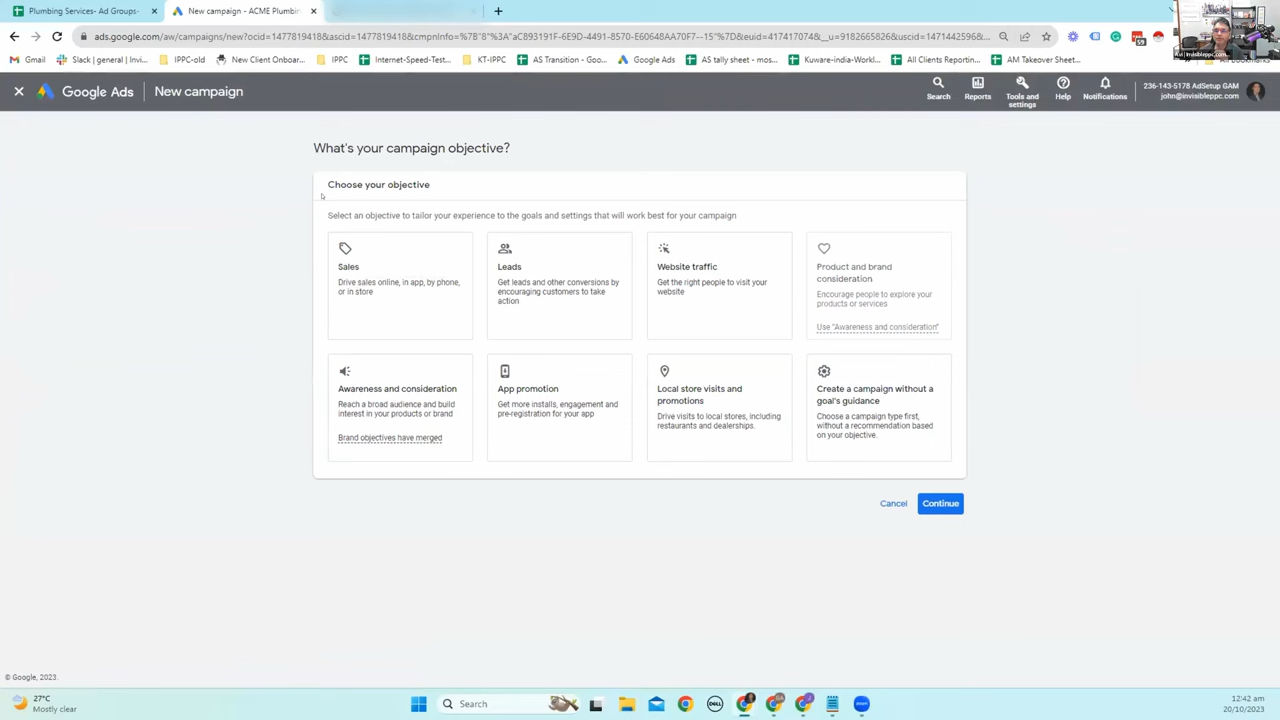 Plumbing Services- Ad Groups-
New campaign - ACME Plumbin
ads.google.com/aw/campaigns/new?ocid=1477819418&ascid=1477819418&cmpnInfo=%7B"8"%3A"aC8951
-6E9D-4491-8570-E60648AA70F7--15"%7D&euid=417417074&__u=9182665826&uscid=1471442596
Gmail
Slack | general | Invi...
IPPC-old
New Client Onboar...
IPPC
Internet-Speed-Test...
AS Transition - Goo...
Google Ads
AS tally sheet - mos...
Kuware-india-Workl...
All Clients Reportin...
AM Takeover Sheet...
Google Ads
New campaign
Search
Reports
Tools and settings
Help
Notifications
236-143-5178 AdSetup GAM
john@invisibleppc.com
What's your campaign objective?
Choose your objective
Select an objective to tailor your experience to the goals and settings that will work best for your campaign
Sales
Drive sales online, in app, by phone,
or in store
Leads
Get leads and other conversions by
encouraging customers to take
action
Website traffic
Get the right people to visit your
website
Product and brand
consideration
Encourage people to explore your
products or services
Use "Awareness and consideration"
Awareness and consideration
Reach a broad audience and build
interest in your products or brand
Brand objectives have merged
App promotion
Get more installs, engagement and
pre-registration for your app
Local store visits and
promotions
Drive visits to local stores, including
restaurants and dealerships.
Create a campaign without a
goal's guidance
Choose a campaign type first,
without a recommendation based
on your objective.
Cancel
Continue
© Google, 2023.
27°C
Mostly clear
Search
12:42 am
20/10/2023